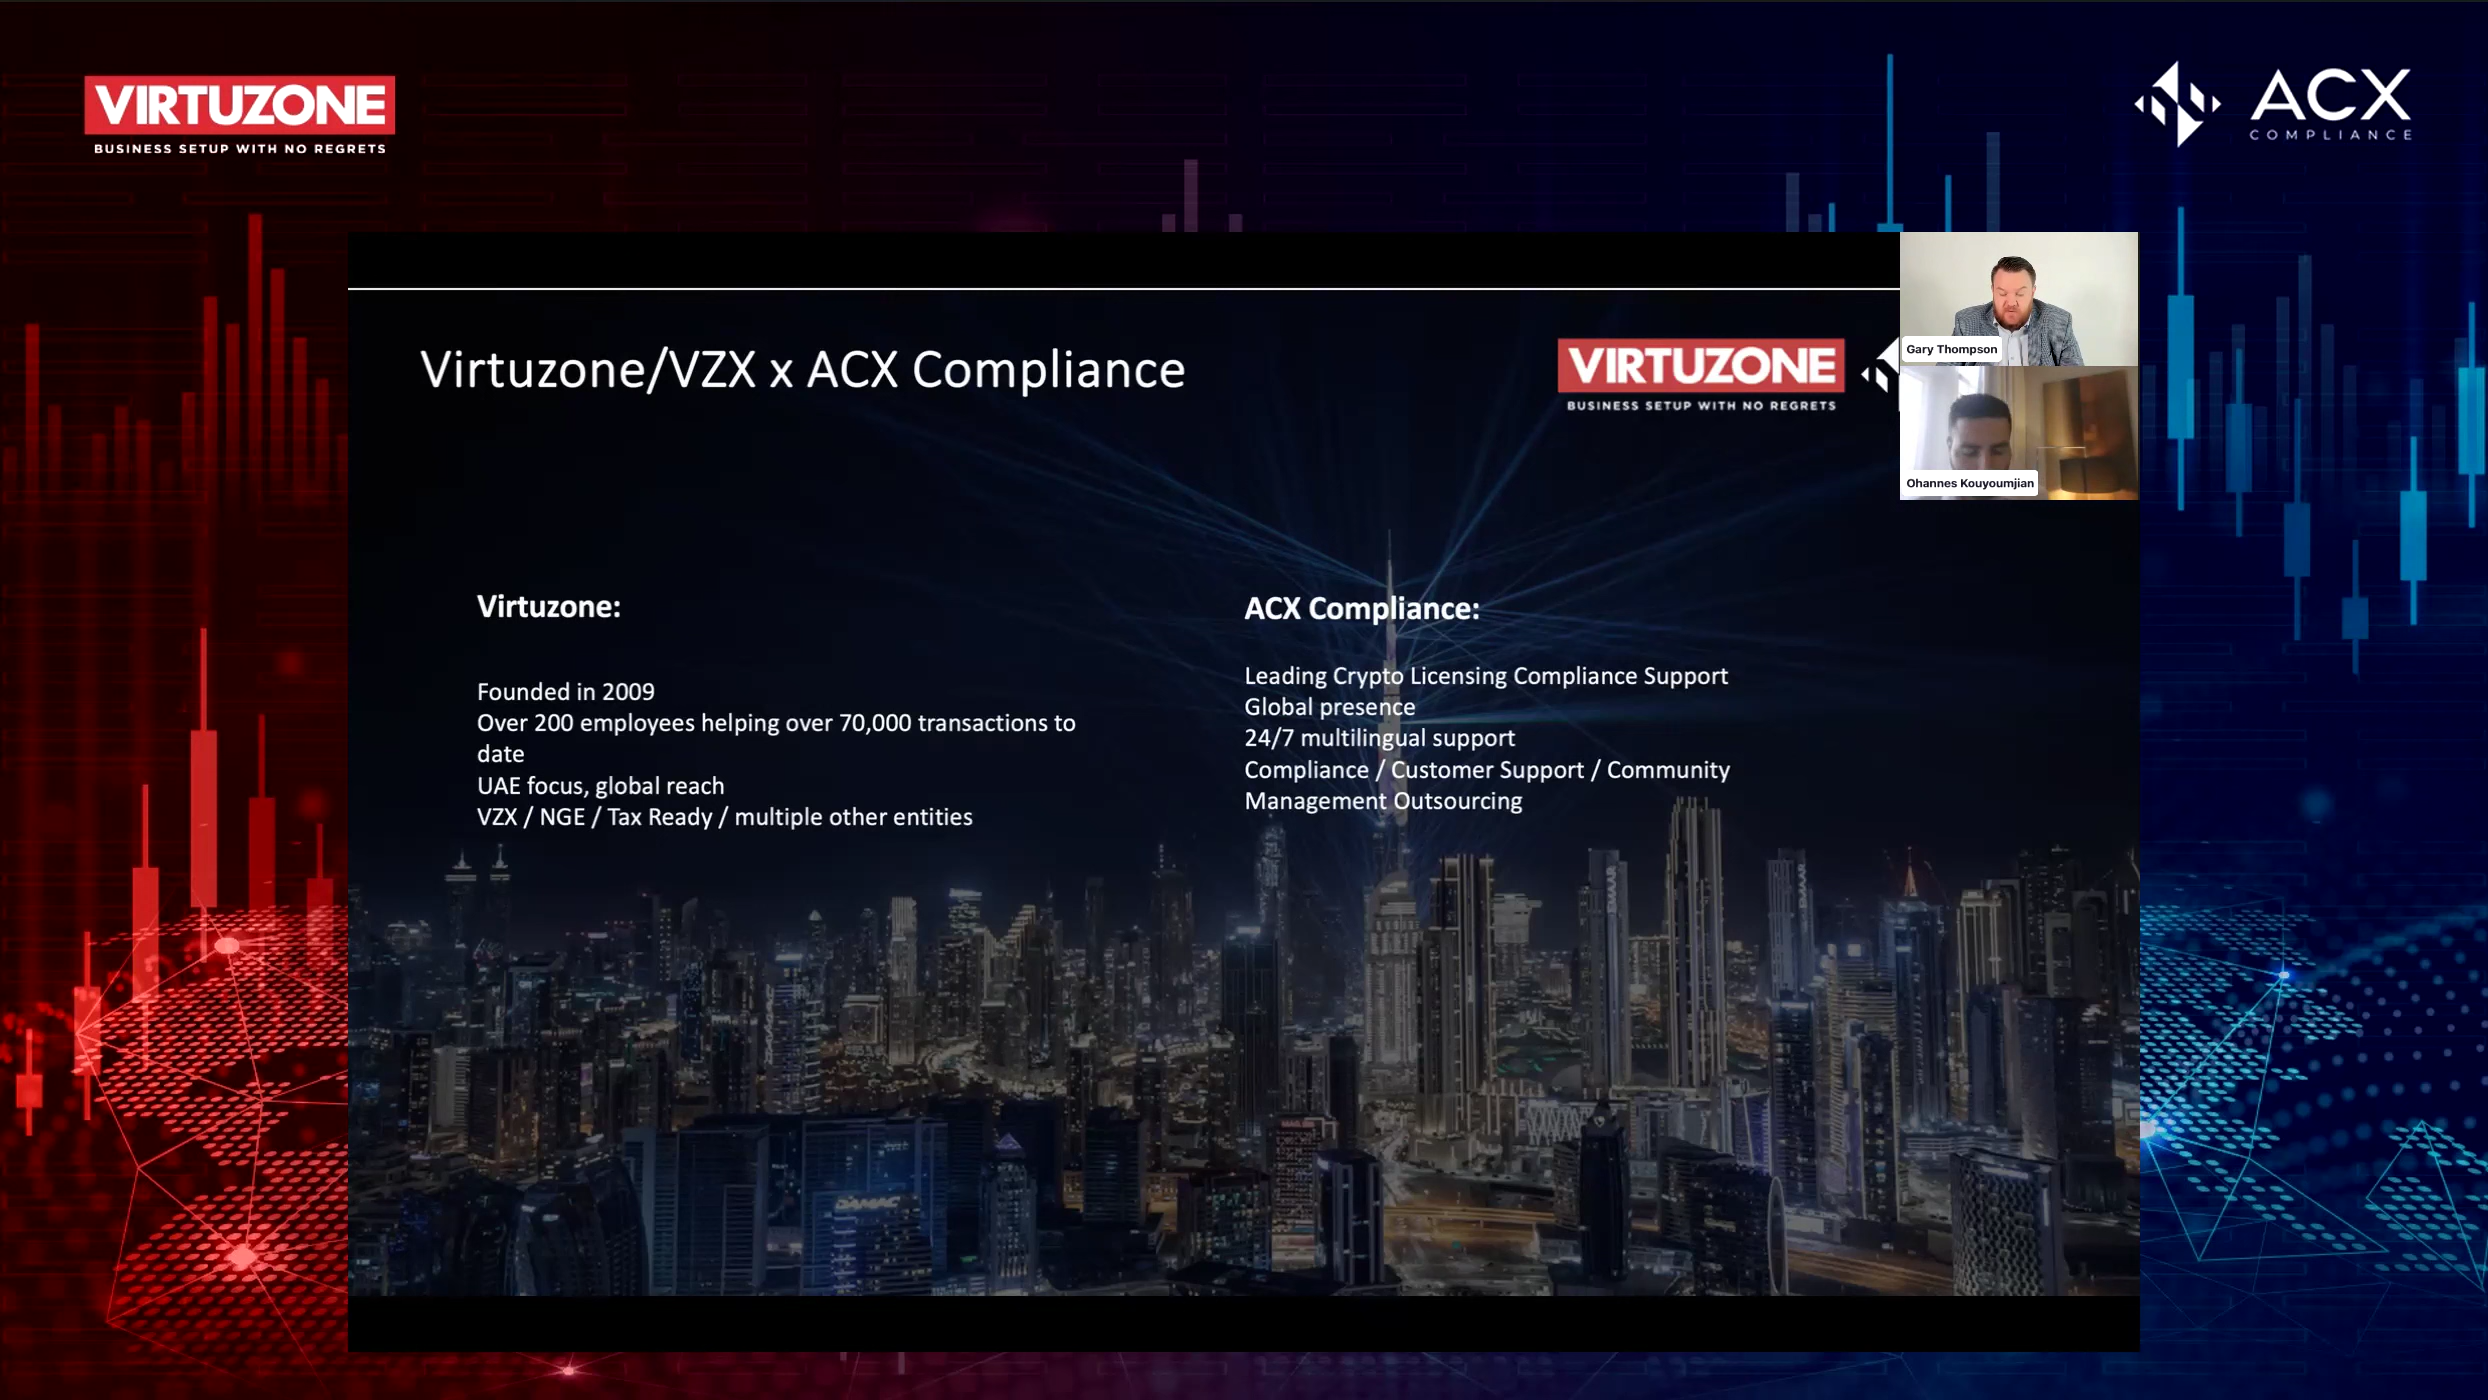 VIRTUZONE
BUSINESS SETUP WITH NO REGRETS
ACX
COMPLIANCE
Virtuzone/VZX x ACX Compliance
VIRTUZONE
BUSINESS SETUP WITH NO REGRETS
Gary Thompson
Ohannes Kouyoumjian
Virtuzone:
Founded in 2009
Over 200 employees helping over 70,000 transactions to
date
UAE focus, global reach
VZX / NGE / Tax Ready / multiple other entities
ACX Compliance:
Leading Crypto Licensing Compliance Support
Global presence
24/7 multilingual support
Compliance / Customer Support / Community
Management Outsourcing
DAMAC